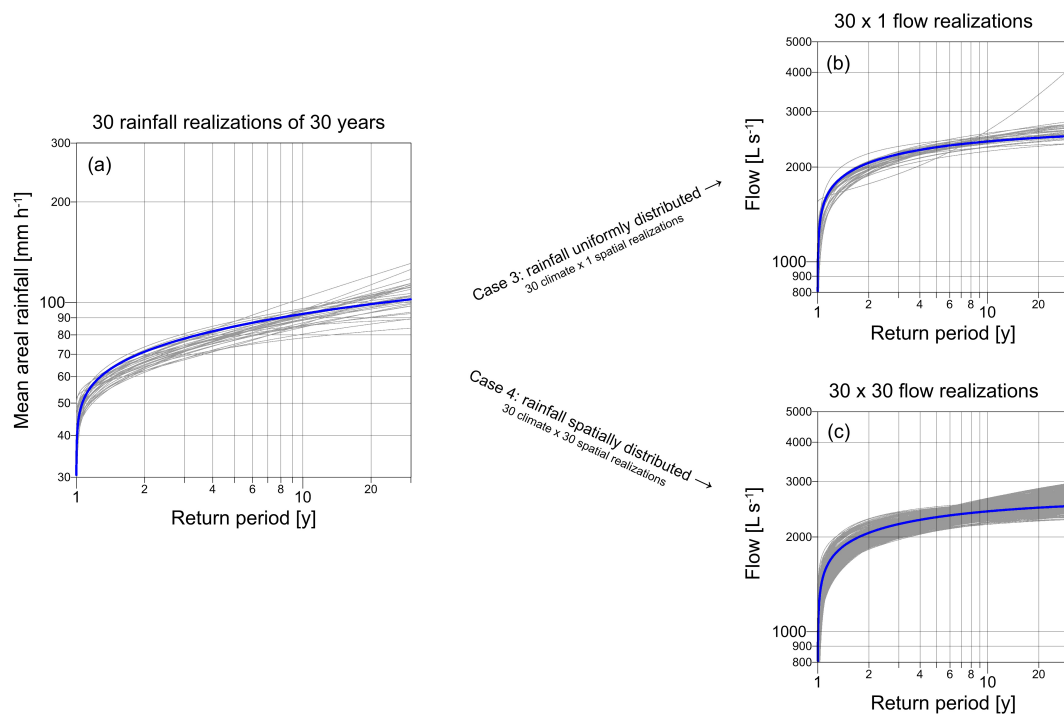 30 rainfall realizations of 30 years
(a)
Mean areal rainfall [mm h⁻¹]
300
200
100
90
80
70
60
50
40
30
1
2
4
6
8
10
20
Return period [y]
Case 3: rainfall uniformly distributed →
30 climate x 1 spatial realizations
Case 4: rainfall spatially distributed →
30 climate x 30 spatial realizations
30 x 1 flow realizations
(b)
Flow [L s⁻¹]
5000
4000
3000
2000
1000
900
800
1
2
4
6
8
10
20
Return period [y]
30 x 30 flow realizations
(c)
Flow [L s⁻¹]
5000
4000
3000
2000
1000
900
800
1
2
4
6
8
10
20
Return period [y]